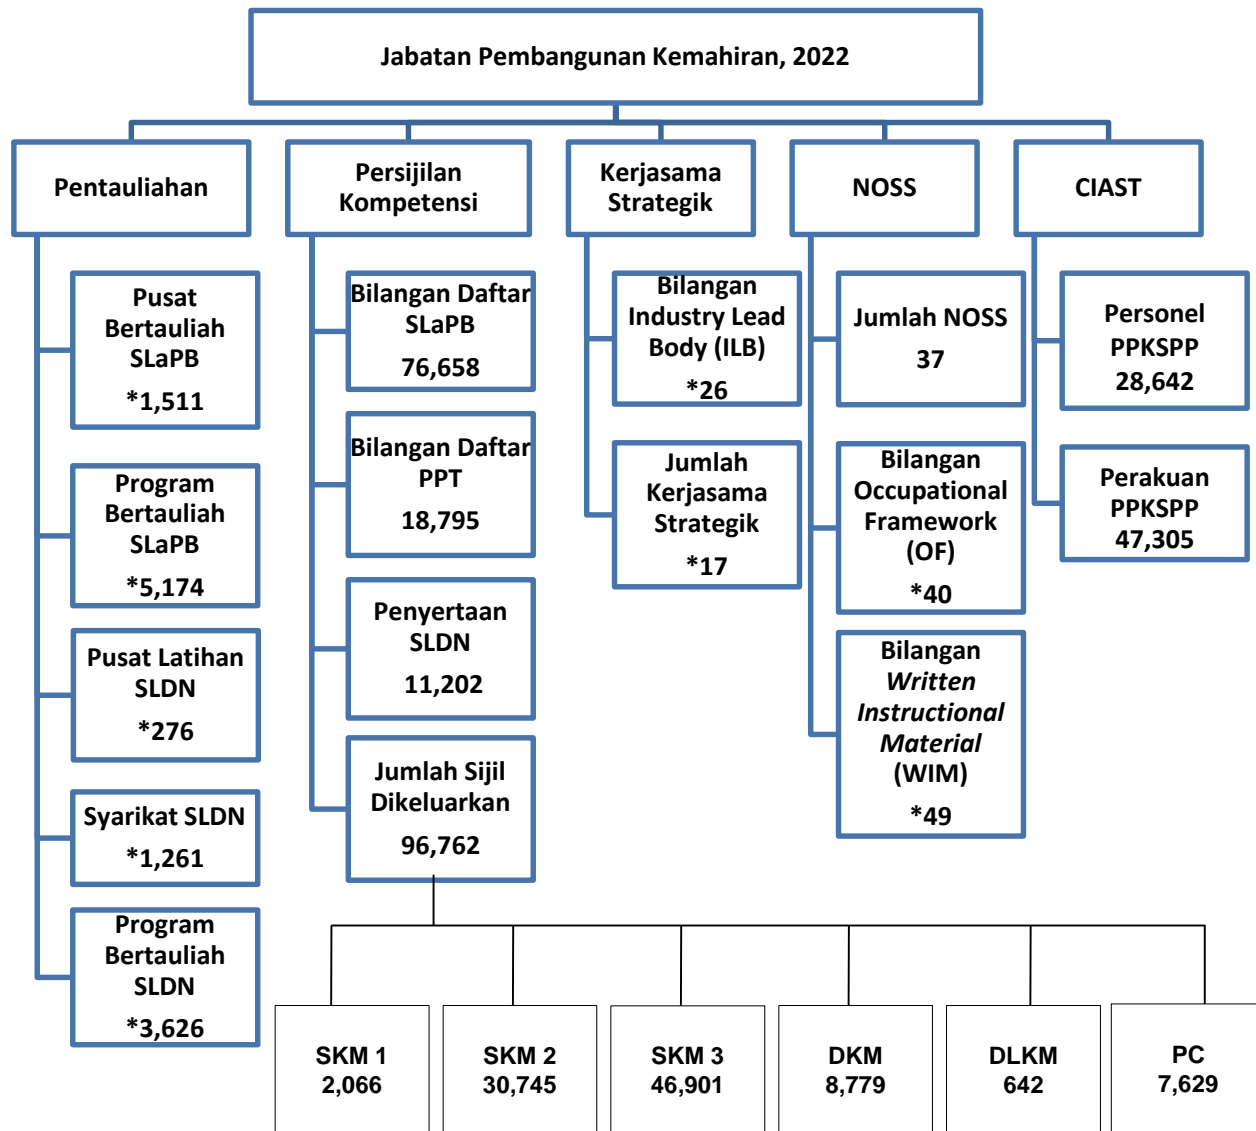 Jabatan Pembangunan Kemahiran, 2022
Pentauliahan
Pusat
Bertauliah
SLaPB
*1,511
Program
Bertauliah
SLaPB
*5,174
Pusat Latihan
SLDN
*276
Syarikat SLDN
*1,261
Program
Bertauliah
SLDN
*3,626
Persijilan
Kompetensi
Bilangan Daftar
SLaPB
76,658
Bilangan Daftar
PPT
18,795
Penyertaan
SLDN
11,202
Jumlah Sijil
Dikeluarkan
96,762
SKM 1
2,066
SKM 2
30,745
SKM 3
46,901
DKM
8,779
DLKM
642
PC
7,629
Kerjasama
Strategik
Bilangan
Industry Lead
Body (ILB)
*26
Jumlah
Kerjasama
Strategik
*17
NOSS
Jumlah NOSS
37
Bilangan
Occupational
Framework
(OF)
*40
Bilangan
Written
Instructional
Material
(WIM)
*49
CIAST
Personel
PPKSPP
28,642
Perakuan
PPKSPP
47,305